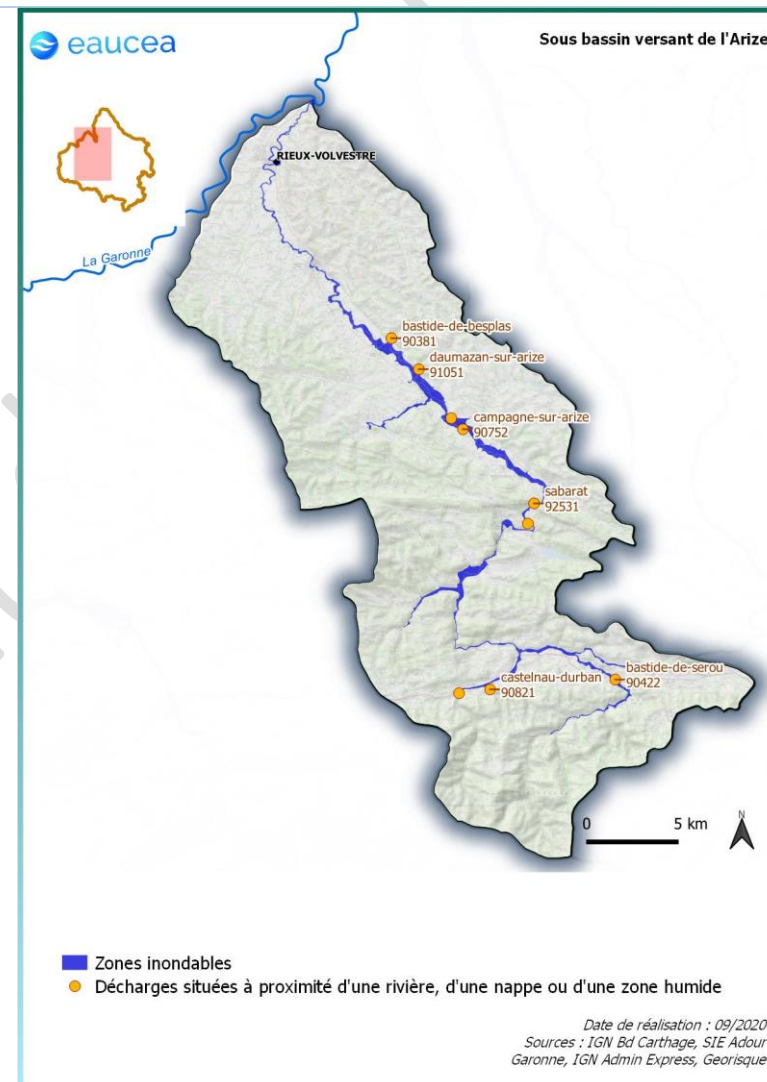 eaucea
Sous bassin versant de l'Arize
RIEUX-VOLVESTRE
La Garonne
bastide-de-besplas
90381
daumazan-sur-arize
91051
campagne-sur-arize
90752
sabarat
92531
bastide-de-serou
90422
castelnau-durban
90821
0 5 km
N
Zones inondables
Décharges situées à proximité d'une rivière, d'une nappe ou d'une zone humide
Date de réalisation : 09/2020
Sources : IGN Bd Carthage, SIE Adour
Garonne, IGN Admin Express, Georisque